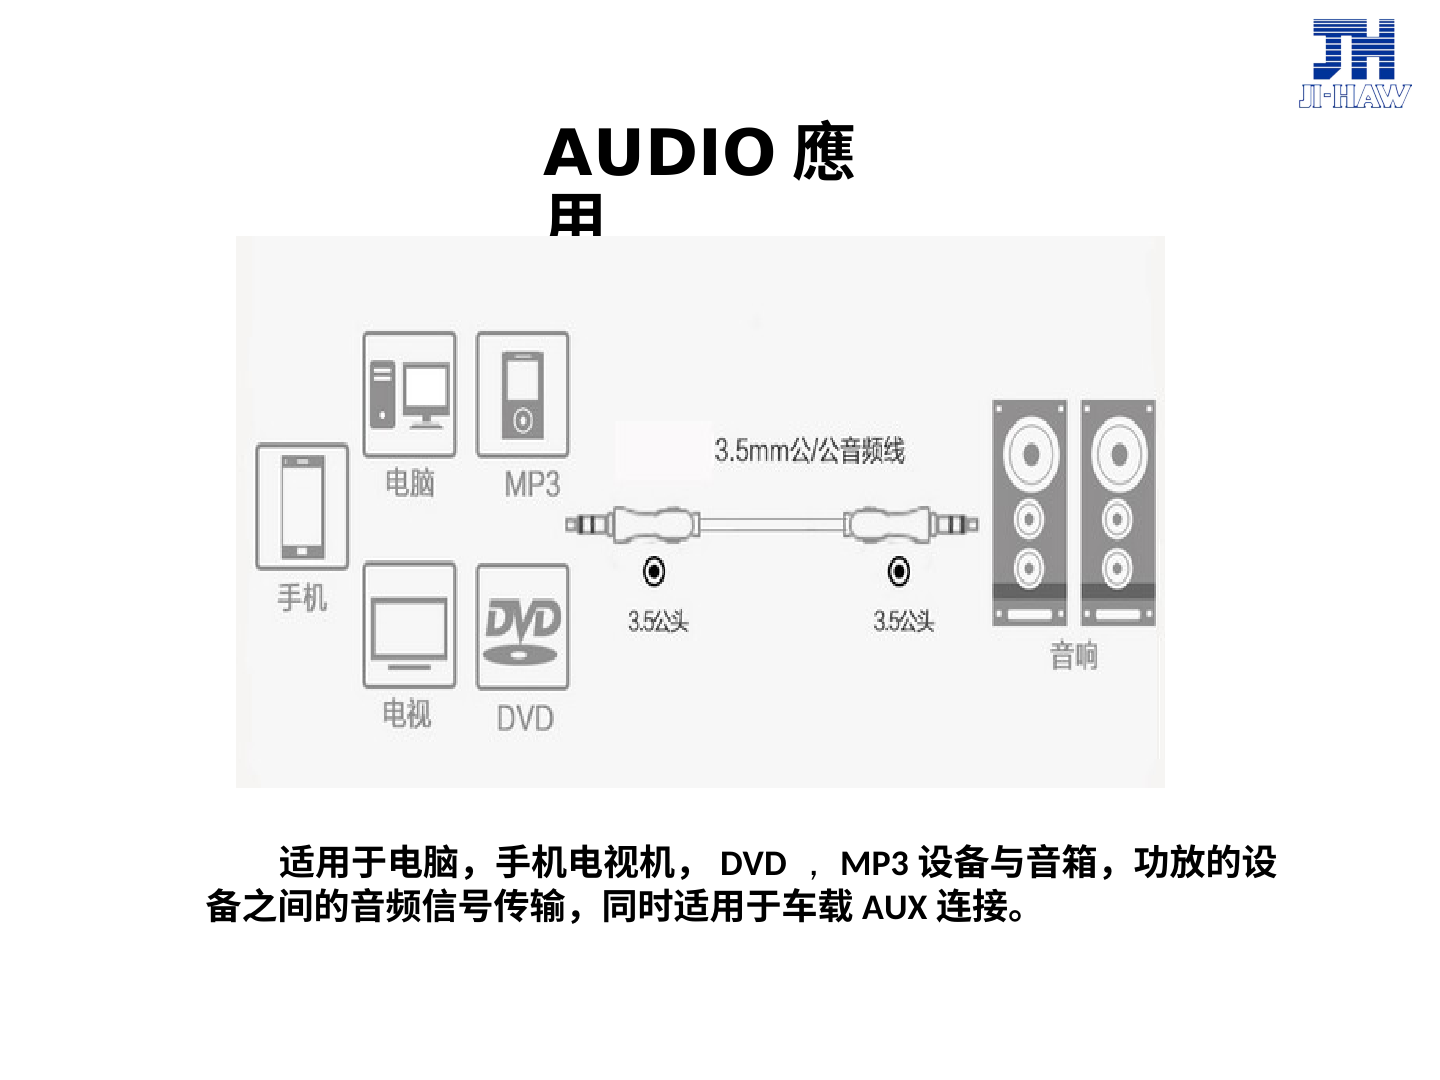 JH
JI-HAW
AUDIO 應
用
电脑
MP3
3.5mm公/公音频线
手机
3.5公头
3.5公头
DVD
音响
电视
DVD
适用于电脑，手机电视机， DVD ，MP3 设备与音箱，功放的设
备之间的音频信号传输，同时适用于车载 AUX 连接。